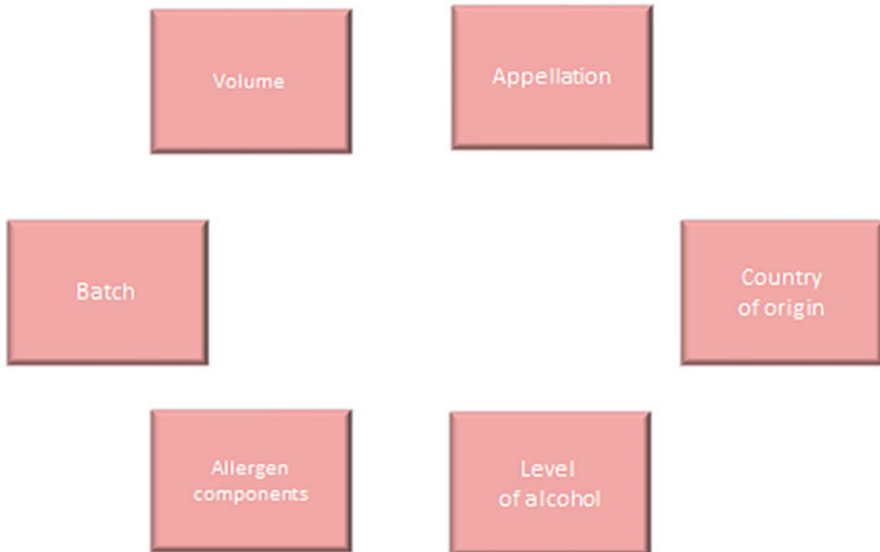 Volume
Appellation
Batch
Country
of origin
Allergen
components
Level
of alcohol